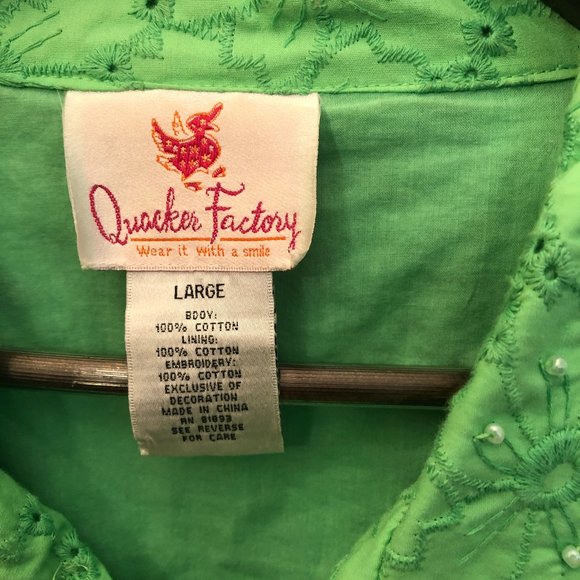 Quacker Factory
Wear it with a smile
LARGE
BODY:
100% COTTON
LINING:
100% COTTON
EMBROIDERY:
100% COTTON
EXCLUSIVE OF
DECORATION
MADE IN CHINA
RN 81693
SEE REVERSE
FOR CARE